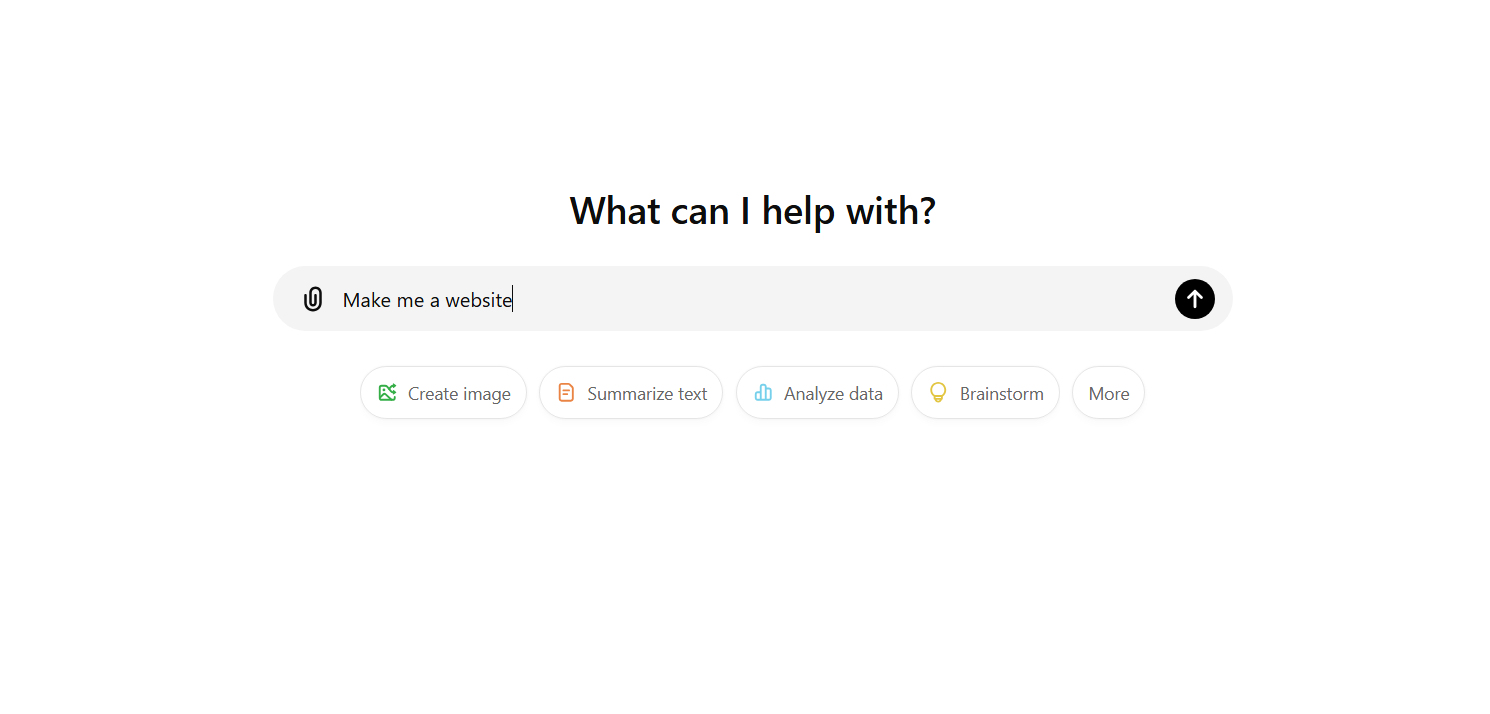 What can I help with?
Make me a website
Create image Summarize text Analyze data Brainstorm More